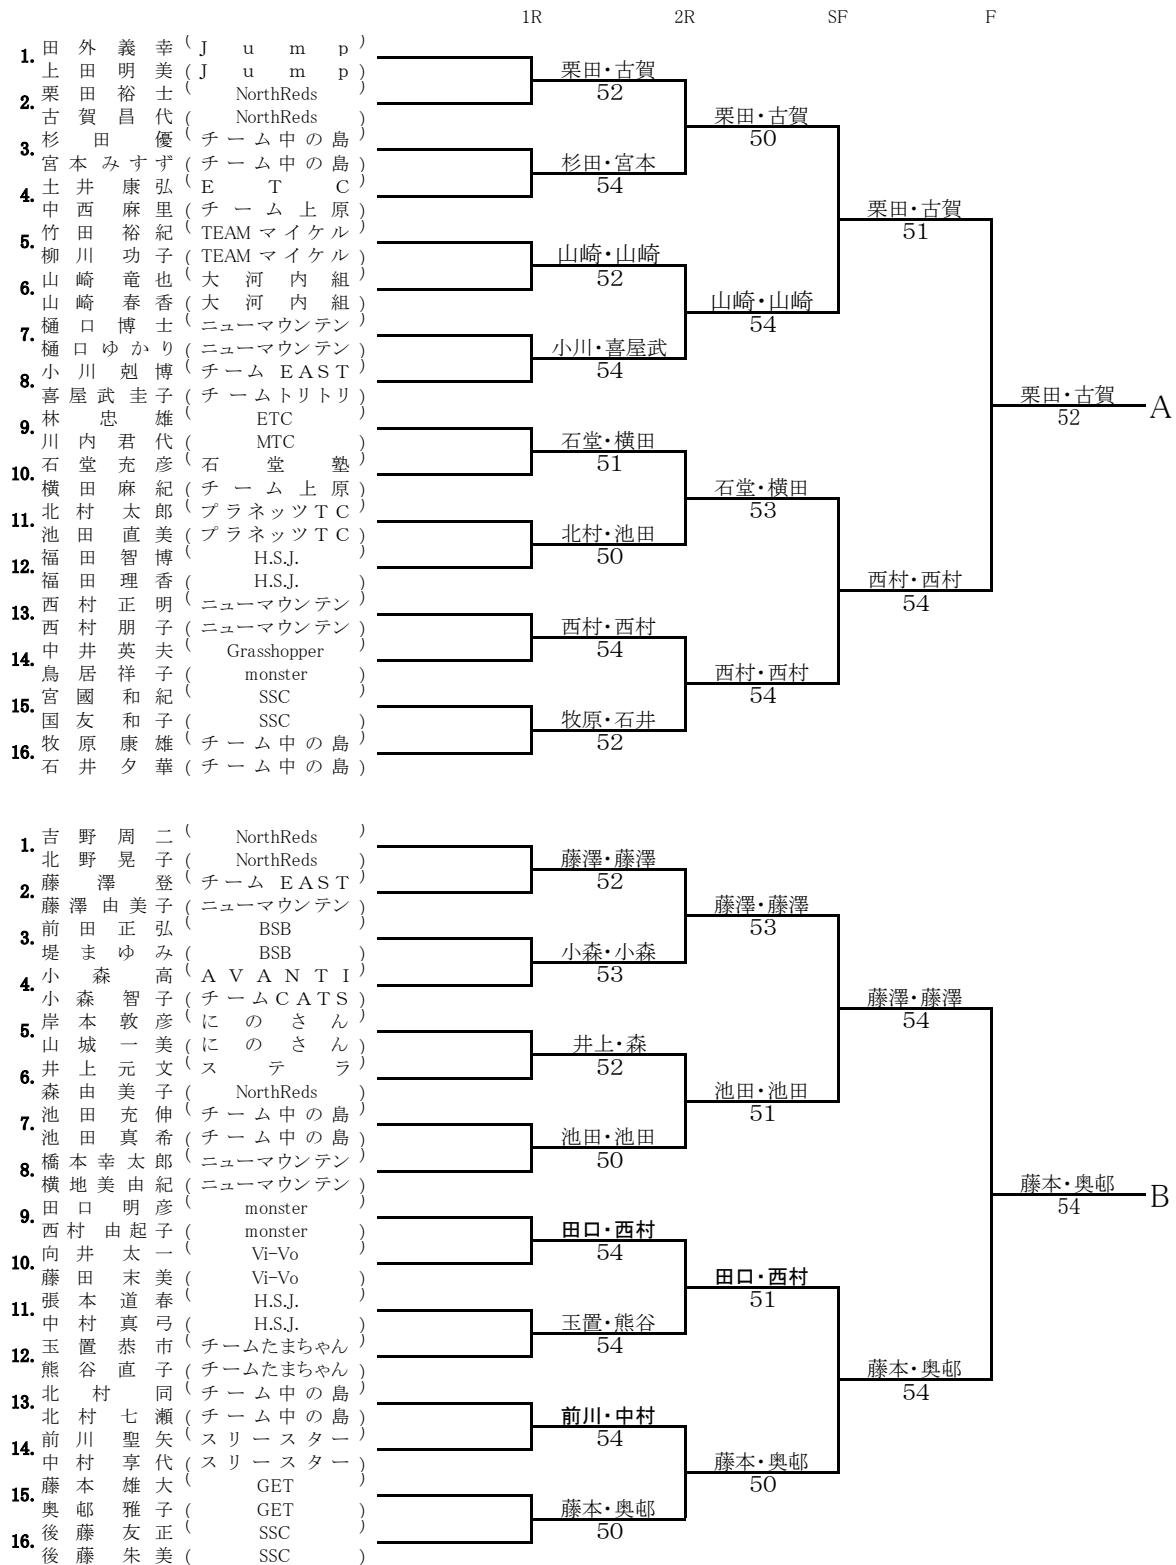 1R 2R SF F
1. 田外義幸 (Jump)
上田明美 (Jump)
2. 栗田裕士 (NorthReds)
古賀昌代 (NorthReds)
3. 杉田優 (チーム中の島)
宮本みすず (チーム中の島)
4. 土井康弘 (ETC)
中西麻里 (チーム上原)
5. 竹田裕紀 (TEAMマイケル)
柳川功子 (TEAMマイケル)
6. 山崎竜也 (大河内組)
山崎春香 (大河内組)
7. 樋口博士 (ニューマウンテン)
樋口ゆかり (ニューマウンテン)
8. 小川剋博 (チームEAST)
喜屋武圭子 (チームトリトリ)
9. 林忠雄 (ETC)
川内君代 (MTC)
10. 石堂充彦 (石堂塾)
横田麻紀 (チーム上原)
11. 北村太郎 (プラネッツTC)
池田直美 (プラネッツTC)
12. 福田智博 (H.S.J.)
福田理香 (H.S.J.)
13. 西村正明 (ニューマウンテン)
西村朋子 (ニューマウンテン)
14. 中井英夫 (Grasshopper)
鳥居祥子 (monster)
15. 宮國和紀 (SSC)
国友和子 (SSC)
16. 牧原康雄 (チーム中の島)
石井夕華 (チーム中の島)
栗田・古賀
52
杉田・宮本
54
山崎・山崎
52
小川・喜屋武
54
石堂・横田
51
北村・池田
50
西村・西村
54
牧原・石井
52
栗田・古賀
50
山崎・山崎
54
石堂・横田
53
西村・西村
54
栗田・古賀
51
西村・西村
54
栗田・古賀
52
A
1. 吉野周二 (NorthReds)
北野晃子 (NorthReds)
2. 藤澤登 (チームEAST)
藤澤由美子 (ニューマウンテン)
3. 前田正弘 (BSB)
堤まゆみ (BSB)
4. 小森高 (AVANTI)
小森智子 (チームCATS)
5. 岸本敦彦 (にのさん)
山城一美 (にのさん)
6. 井上元文 (ステラ)
森由美子 (NorthReds)
7. 池田充伸 (チーム中の島)
池田真希 (チーム中の島)
8. 橋本幸太郎 (ニューマウンテン)
横地美由紀 (ニューマウンテン)
9. 田口明彦 (monster)
西村由起子 (monster)
10. 向井太一 (Vi-Vo)
藤田末美 (Vi-Vo)
11. 張本道春 (H.S.J.)
中村真弓 (H.S.J.)
12. 玉置恭市 (チームたまちゃん)
熊谷直子 (チームたまちゃん)
13. 北村同 (チーム中の島)
北村七瀬 (チーム中の島)
14. 前川聖矢 (スリースター)
中村享代 (スリースター)
15. 藤本雄大 (GET)
奥邨雅子 (GET)
16. 後藤友正 (SSC)
後藤朱美 (SSC)
藤澤・藤澤
52
小森・小森
53
井上・森
52
池田・池田
50
田口・西村
54
玉置・熊谷
54
前川・中村
54
藤本・奥邨
50
藤澤・藤澤
53
池田・池田
51
田口・西村
51
藤本・奥邨
50
藤澤・藤澤
54
藤本・奥邨
54
藤本・奥邨
54
B